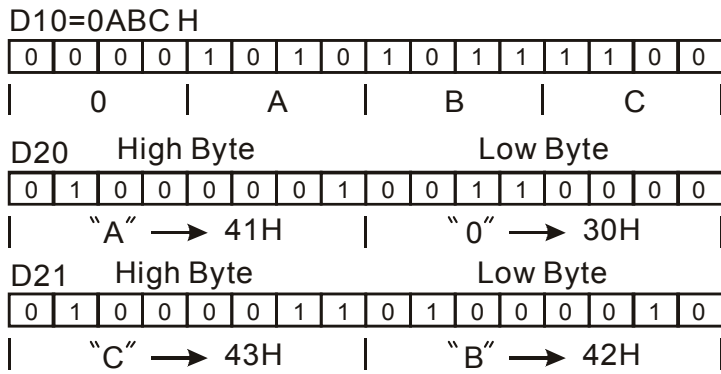 D10=0ABC H
0 0 0 0 1 0 1 0 1 0 1 1 1 1 0 0
0 A B C
D20 High Byte Low Byte
0 1 0 0 0 0 0 1 0 0 1 1 0 0 0 0
"A" → 41H "0" → 30H
D21 High Byte Low Byte
0 1 0 0 0 0 1 1 0 1 0 0 0 0 1 0
"C" → 43H "B" → 42H